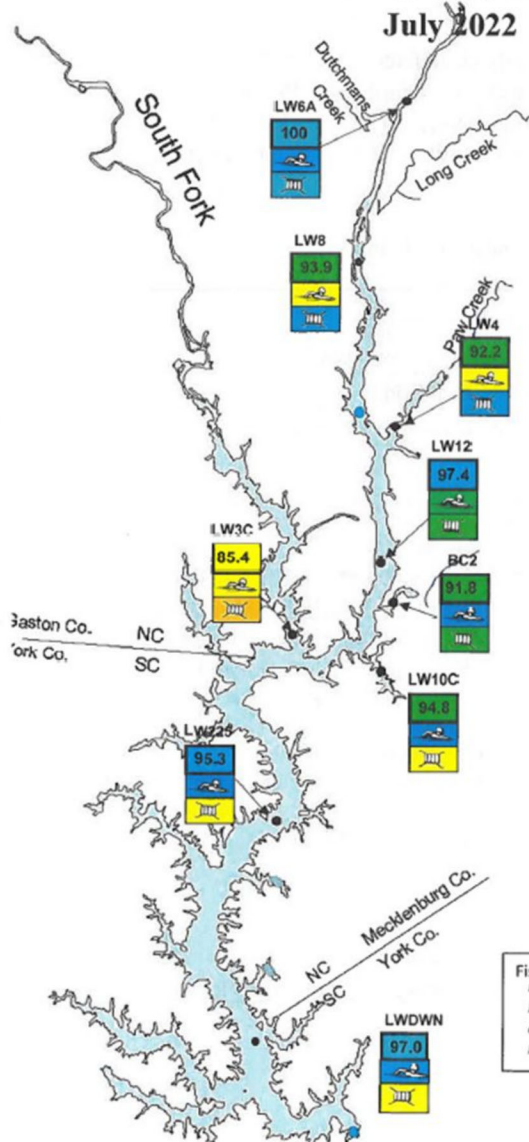 July 2022
Dutchmans
Creek
LW6A
100
South Fork
Long Creek
LW8
93.9
Paw Creek
LW4
92.2
LW12
97.4
LW3C
85.4
BC2
91.8
Gaston Co.
NC
York Co.
SC
LW10C
94.8
LW225
95.3
Mecklenburg Co.
NC
York Co.
SC
LWDWN
97.0